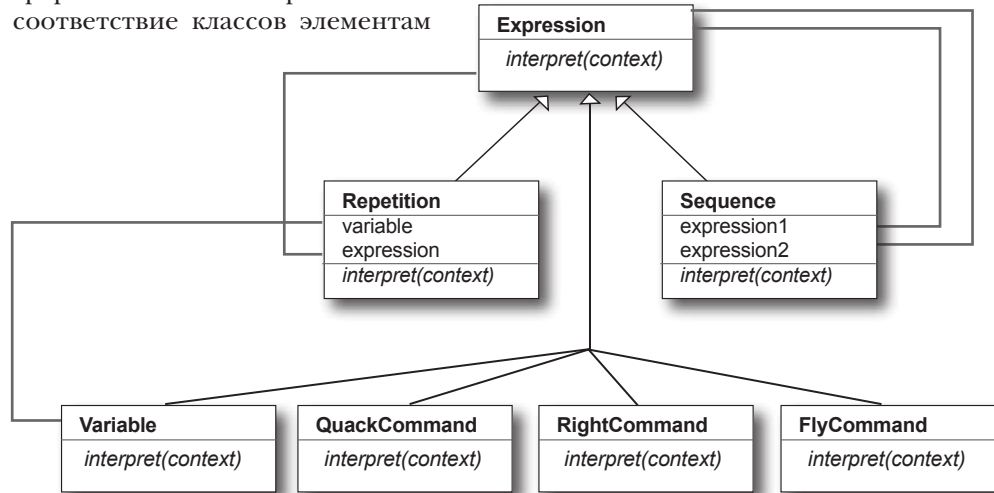 соответствие классов элементам
Expression
interpret(context)
Repetition
variable
expression
interpret(context)
Sequence
expression1
expression2
interpret(context)
Variable
interpret(context)
QuackCommand
interpret(context)
RightCommand
interpret(context)
FlyCommand
interpret(context)